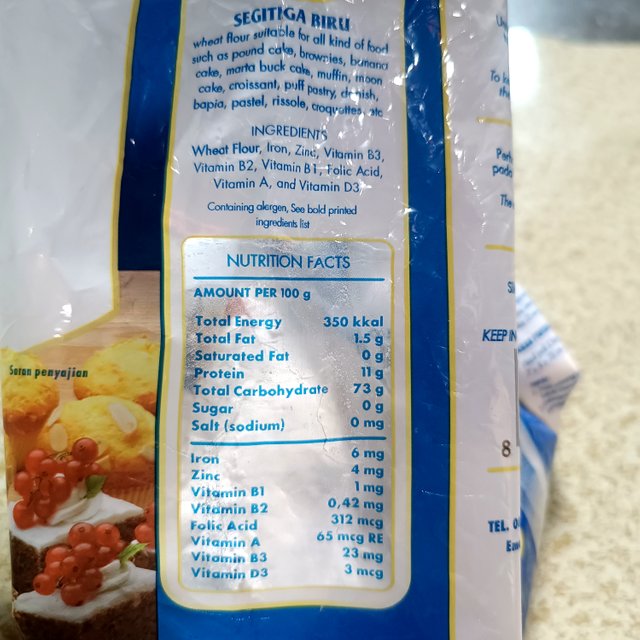 SEGITIGA BIRU
wheat flour suitable for all kind of food
such as pound cake, brownies, banana
cake, marta buck cake, muffin, moon
cake, croissant, puff pastry, danish,
bapia, pastel, rissole, croquettes, etc
INGREDIENTS
Wheat Flour, Iron, Zinc, Vitamin B3,
Vitamin B2, Vitamin B1, Folic Acid,
Vitamin A, and Vitamin D3
Containing alergen, See bold printed
ingredients list
NUTRITION FACTS
AMOUNT PER 100 g
Total Energy 350 kkal
Total Fat 1.5 g
Saturated Fat 0 g
Protein 11 g
Total Carbohydrate 73 g
Sugar 0 g
Salt (sodium) 0 mg
Iron 6 mg
Zinc 4 mg
Vitamin B1 1 mg
Vitamin B2 0,42 mg
Folic Acid 312 mcg
Vitamin A 65 mcg RE
Vitamin B3 23 mg
Vitamin D3 3 mcg
Saran penyajian
To
KEEP IN
8
TEL.